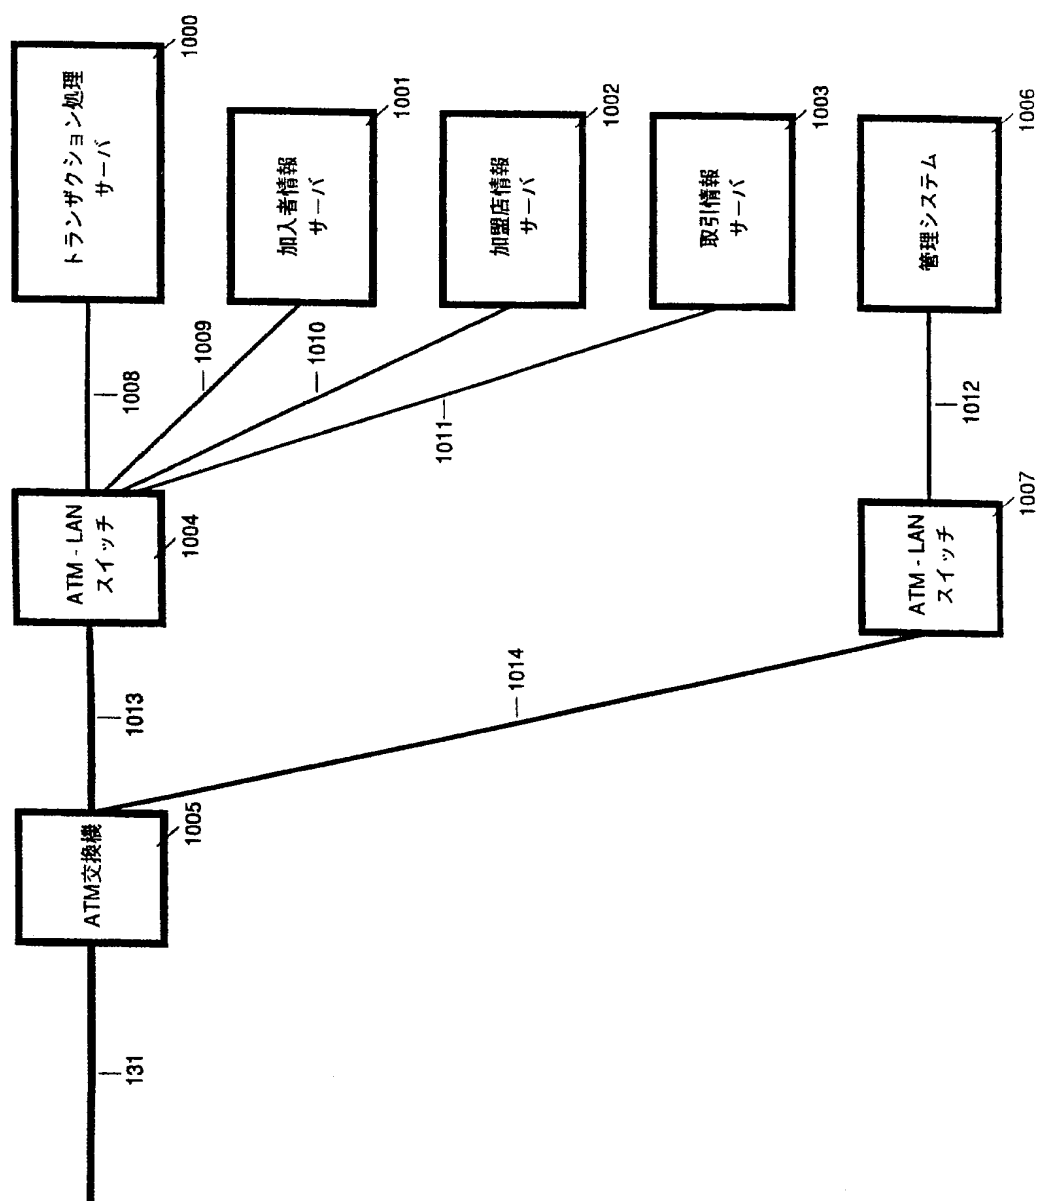 トランザクション処理
サーバ
1000
加入者情報
サーバ
1001
加盟店情報
サーバ
1002
取引情報
サーバ
1003
管理システム
1006
1008
1009
1010
1011
1012
ATM - LAN
スイッチ
1004
ATM - LAN
スイッチ
1007
1013
1014
ATM交換機
1005
131